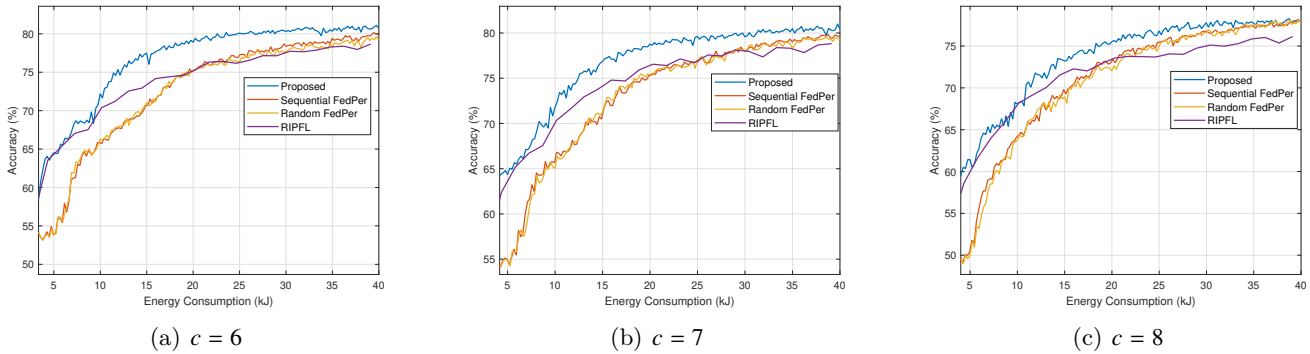 Accuracy (%)
80
75
70
65
60
55
50
5 10 15 20 25 30 35 40
Energy Consumption (kJ)
Proposed
Sequential FedPer
Random FedPer
RIPFL
(a) c = 6
Accuracy (%)
80
75
70
65
60
55
5 10 15 20 25 30 35 40
Energy Consumption (kJ)
Proposed
Sequential FedPer
Random FedPer
RIPFL
(b) c = 7
Accuracy (%)
75
70
65
60
55
50
5 10 15 20 25 30 35 40
Energy Consumption (kJ)
Proposed
Sequential FedPer
Random FedPer
RIPFL
(c) c = 8